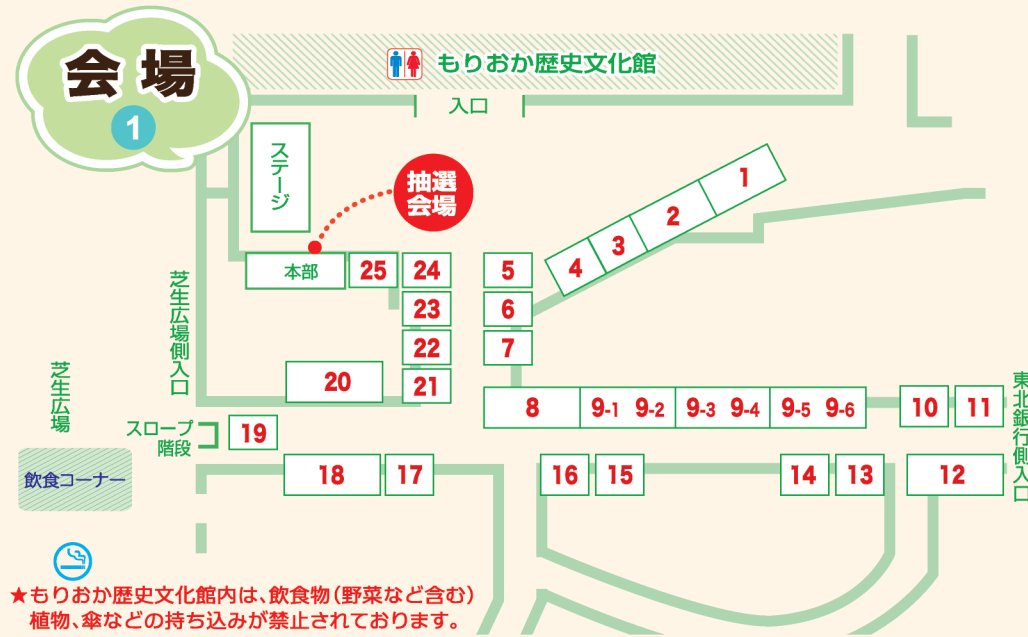 会場
1
もりおか歴史文化館
入口
ステージ
抽選
会場
本部
25
24
23
22
21
20
5
6
7
4
3
2
1
8
9-1 9-2
9-3 9-4
9-5 9-6
10
11
芝生広場側入口
芝生広場
東北銀行側入口
スロープ
階段
19
18
17
16
15
14
13
12
飲食コーナー
★もりおか歴史文化館内は、飲食物(野菜など含む)
植物、傘などの持ち込みが禁止されております。